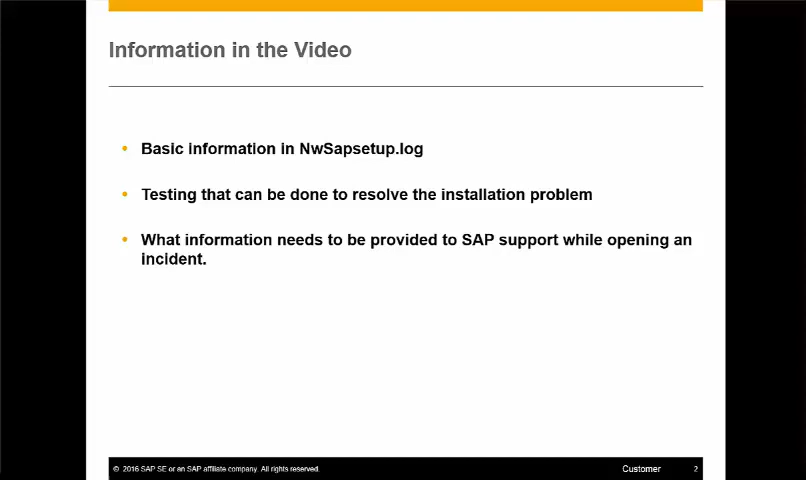 Information in the Video
• Basic information in NwSapsetup.log
• Testing that can be done to resolve the installation problem
• What information needs to be provided to SAP support while opening an
incident.
© 2016 SAP SE or an SAP affiliate company. All rights reserved.
Customer
2